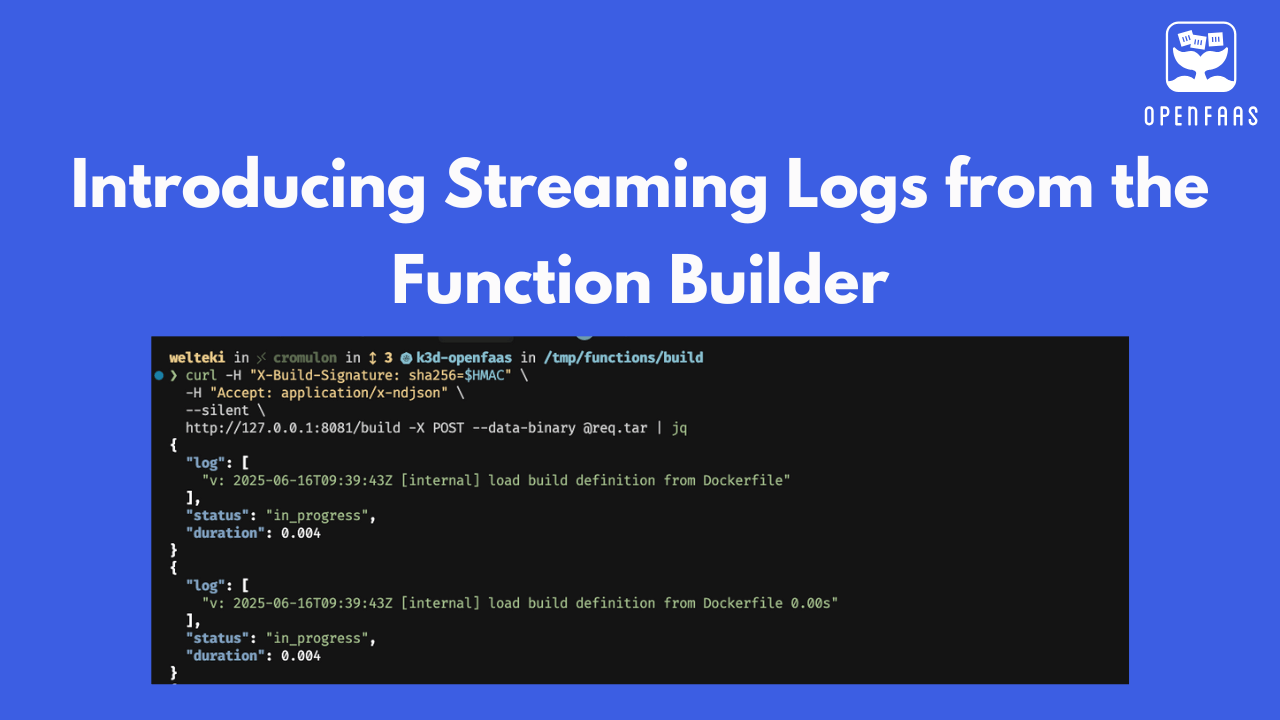 OPENFAAS
Introducing Streaming Logs from the
Function Builder
welteki in cromulon in ↕ 3 k3d-openfaas in /tmp/functions/build
❯ curl -H "X-Build-Signature: sha256=$HMAC" \
-H "Accept: application/x-ndjson" \
--silent \
http://127.0.0.1:8081/build -X POST --data-binary @req.tar | jq
{
"log": [
"v: 2025-06-16T09:39:43Z [internal] load build definition from Dockerfile"
],
"status": "in_progress",
"duration": 0.004
}
{
"log": [
"v: 2025-06-16T09:39:43Z [internal] load build definition from Dockerfile 0.00s"
],
"status": "in_progress",
"duration": 0.004
}